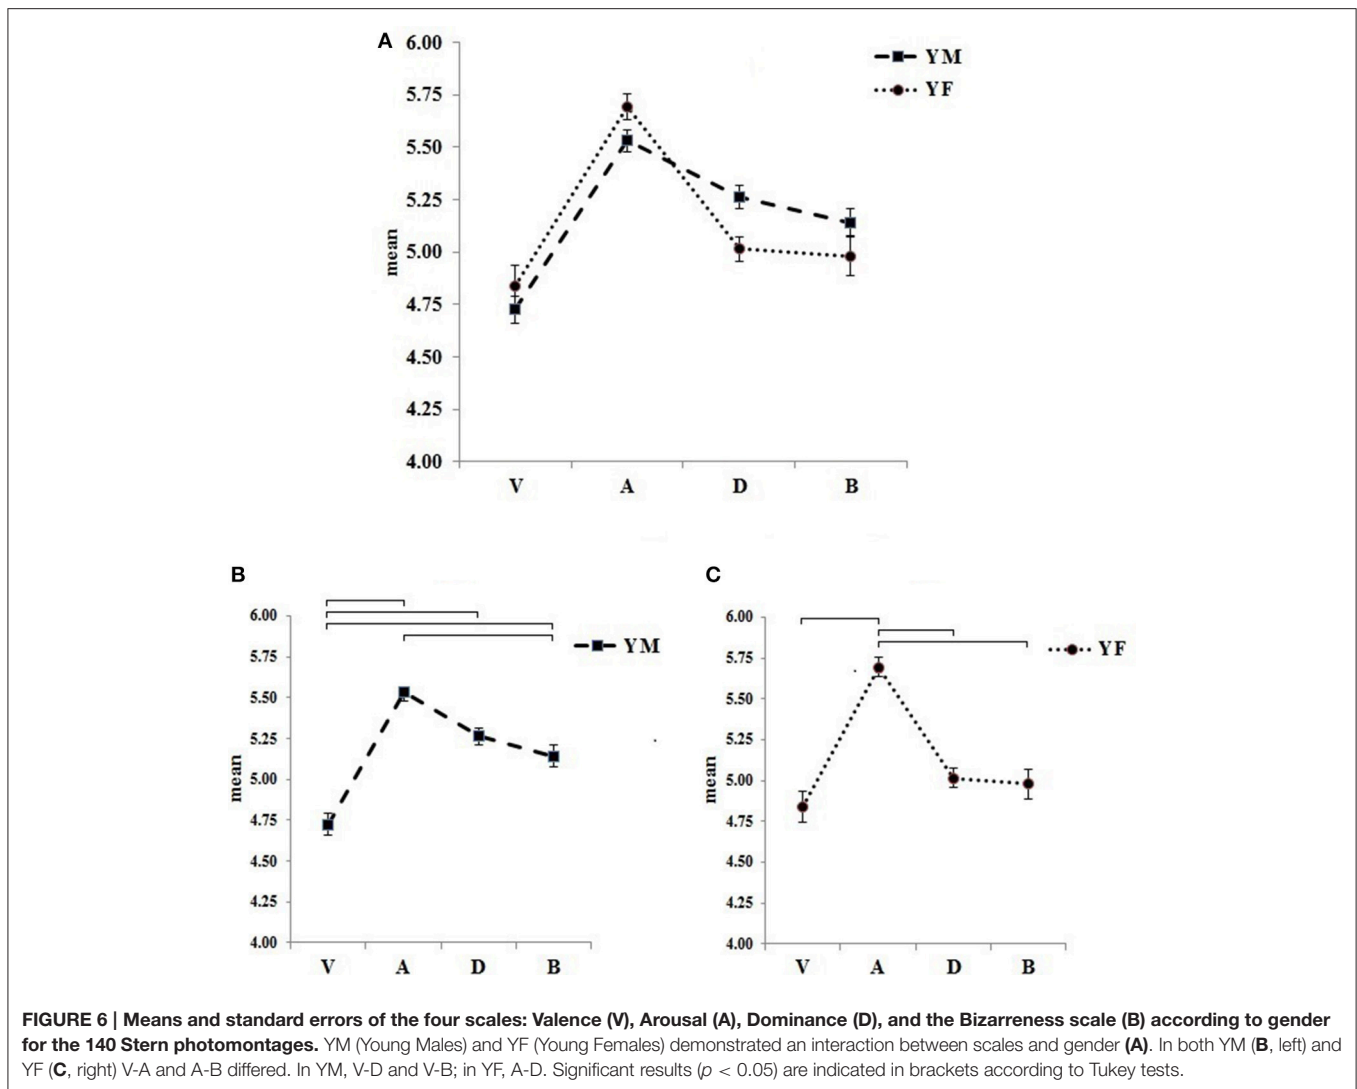 A
6.00
5.75
5.50
5.25
5.00
4.75
4.50
4.25
4.00
mean
V A D B
YM
YF
B
6.00
5.75
5.50
5.25
5.00
4.75
4.50
4.25
4.00
mean
V A D B
YM
C
6.00
5.75
5.50
5.25
5.00
4.75
4.50
4.25
4.00
mean
V A D B
YF
FIGURE 6 | Means and standard errors of the four scales: Valence (V), Arousal (A), Dominance (D), and the Bizarreness scale (B) according to gender
for the 140 Stern photomontages. YM (Young Males) and YF (Young Females) demonstrated an interaction between scales and gender (A). In both YM (B, left) and
YF (C, right) V-A and A-B differed. In YM, V-D and V-B; in YF, A-D. Significant results (p < 0.05) are indicated in brackets according to Tukey tests.